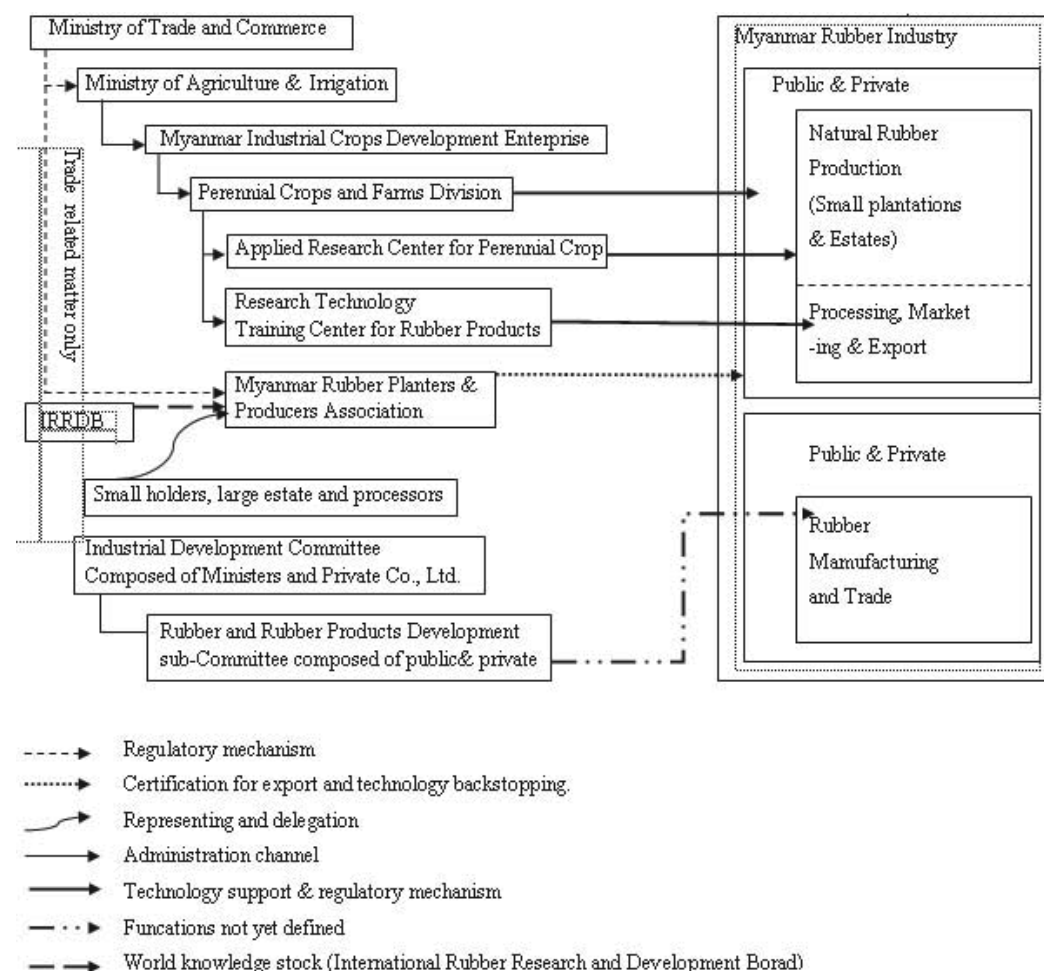 Ministry of Trade and Commerce
Ministry of Agriculture & Irrigation
Myanmar Industrial Crops Development Enterprise
Perennial Crops and Farms Division
Applied Research Center for Perennial Crop
Research Technology
Training Center for Rubber Products
Trade related matter only
Myanmar Rubber Planters &
Producers Association
IRRDB
Small holders, large estate and processors
Industrial Development Committee
Composed of Ministers and Private Co., Ltd.
Rubber and Rubber Products Development
sub-Committee composed of public& private
Myanmar Rubber Industry
Public & Private
Natural Rubber
Production
(Small plantations
& Estates)
Processing, Market
-ing & Export
Public & Private
Rubber
Mamufacturing
and Trade
Regulatory mechanism
Certification for export and technology backstopping.
Representing and delegation
Administration channel
Technology support & regulatory mechanism
Funcations not yet defined
World knowledge stock (International Rubber Research and Development Borad)